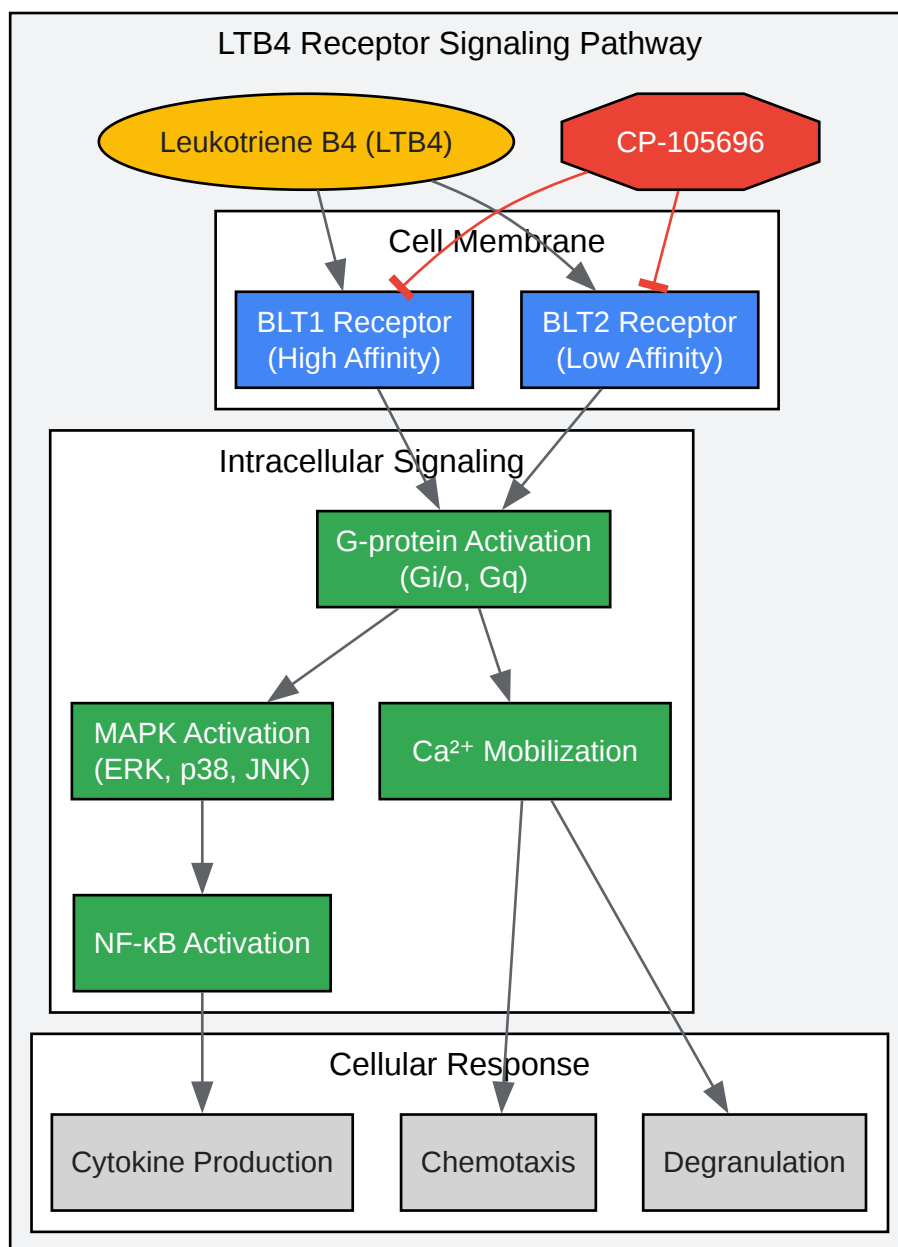 LTB4 Receptor Signaling Pathway
Leukotriene B4 (LTB4)
CP-105696
Cell Membrane
BLT1 Receptor
(High Affinity)
BLT2 Receptor
(Low Affinity)
Intracellular Signaling
G-protein Activation
(Gi/o, Gq)
MAPK Activation
(ERK, p38, JNK)
Ca²⁺ Mobilization
NF-κB Activation
Cellular Response
Cytokine Production
Chemotaxis
Degranulation